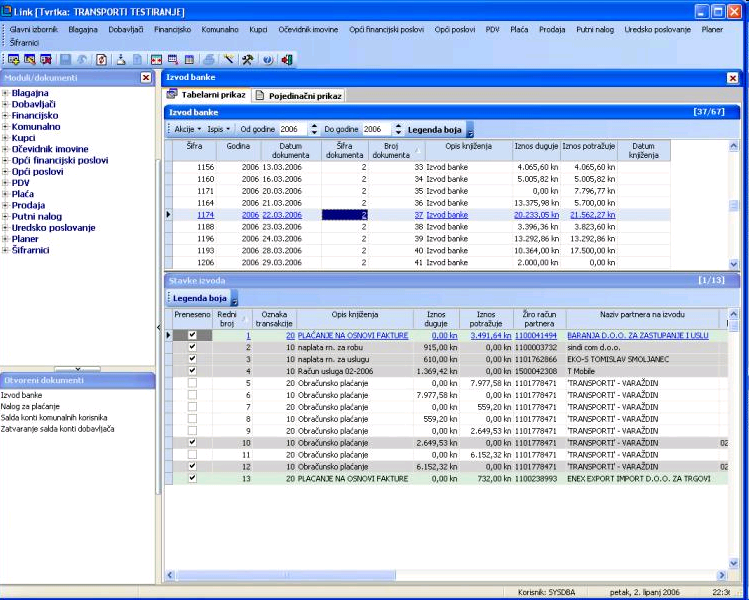 Link [Tvrtka: TRANSPORTI TESTIRANJE]
Glavni izbornik Blagajna Dobavljači Financijsko Komunalno Kupci Očevidnik imovine Opći financijski poslovi Opći poslovi PDV Plaća Prodaja Putni nalog Uredsko poslovanje Planer
Šifrarnici
Moduli/dokumenti
Blagajna
Dobavljači
Financijsko
Komunalno
Kupci
Očevidnik imovine
Opći financijski poslovi
Opći poslovi
PDV
Plaća
Prodaja
Putni nalog
Uredsko poslovanje
Planer
Šifrarnici
Otvoreni dokumenti
Izvod banke
Nalog za plaćanje
Salda konti komunalnih korisnika
Zatvaranje salda konti dobavljača
Izvod banke
Tabelarni prikaz Pojedinačni prikaz
Izvod banke [37/67]
Akcije Ispis Od godine 2006 Do godine 2006 Legenda boja
Šifra Godina Datum dokumenta Šifra dokumenta Broj dokumenta Opis knjiženja Iznos duguje Iznos potražuje Datum knjiženja
1156 2006 13.03.2006 2 33 Izvod banke 4.065,60 kn 4.065,60 kn
1160 2006 16.03.2006 2 34 Izvod banke 5.005,82 kn 5.005,82 kn
1171 2006 20.03.2006 2 35 Izvod banke 0,00 kn 7.796,77 kn
1164 2006 21.03.2006 2 36 Izvod banke 13.375,98 kn 5.700,00 kn
1174 2006 22.03.2006 2 37 Izvod banke 20.233,05 kn 21.562,27 kn
1188 2006 23.03.2006 2 38 Izvod banke 3.396,36 kn 3.823,60 kn
1196 2006 24.03.2006 2 39 Izvod banke 13.292,86 kn 13.292,86 kn
1193 2006 28.03.2006 2 40 Izvod banke 10.364,00 kn 17.500,00 kn
1206 2006 29.03.2006 2 41 Izvod banke 2.000,00 kn 0,00 kn
Stavke izvoda [1/13]
Legenda boja
Preneseno Redni broj Oznaka transakcije Opis knjiženja Iznos duguje Iznos potražuje Žiro račun partnera Naziv partnera na izvodu
1 20 PLAĆANJE NA OSNOVI FAKTURE 0,00 kn 3.491,64 kn 1100041494 BARANJA D.O.O. ZA ZASTUPANJE I USLU
2 10 naplata rn. za robu 915,00 kn 0,00 kn 1100003732 sindi com d.o.o.
3 10 naplata rn. za uslugu 610,00 kn 0,00 kn 1101762866 EKO-S TOMISLAV SMOLJANEC
4 10 Račun usluga 02-2006 1.369,42 kn 0,00 kn 1500042308 T Mobile
5 20 Obračunsko plaćanje 0,00 kn 7.977,58 kn 1101778471 'TRANSPORTI' - VARAŽDIN
6 10 Obračunsko plaćanje 7.977,58 kn 0,00 kn 1101778471 'TRANSPORTI' - VARAŽDIN
7 20 Obračunsko plaćanje 0,00 kn 559,20 kn 1101778471 'TRANSPORTI' - VARAŽDIN
8 10 Obračunsko plaćanje 559,20 kn 0,00 kn 1101778471 'TRANSPORTI' - VARAŽDIN
9 20 Obračunsko plaćanje 0,00 kn 2.649,53 kn 1101778471 'TRANSPORTI' - VARAŽDIN
10 10 Obračunsko plaćanje 2.649,53 kn 0,00 kn 1101778471 'TRANSPORTI' - VARAŽDIN 02
11 20 Obračunsko plaćanje 0,00 kn 6.152,32 kn 1101778471 'TRANSPORTI' - VARAŽDIN
12 10 Obračunsko plaćanje 6.152,32 kn 0,00 kn 1101778471 'TRANSPORTI' - VARAŽDIN 02
13 20 PLACANJE NA OSNOVI FAKTURE 0,00 kn 732,00 kn 1100238993 ENEX EXPORT IMPORT D.O.O. ZA TRGOVI
Korisnik: SYSDBA petak, 2. lipanj 2006